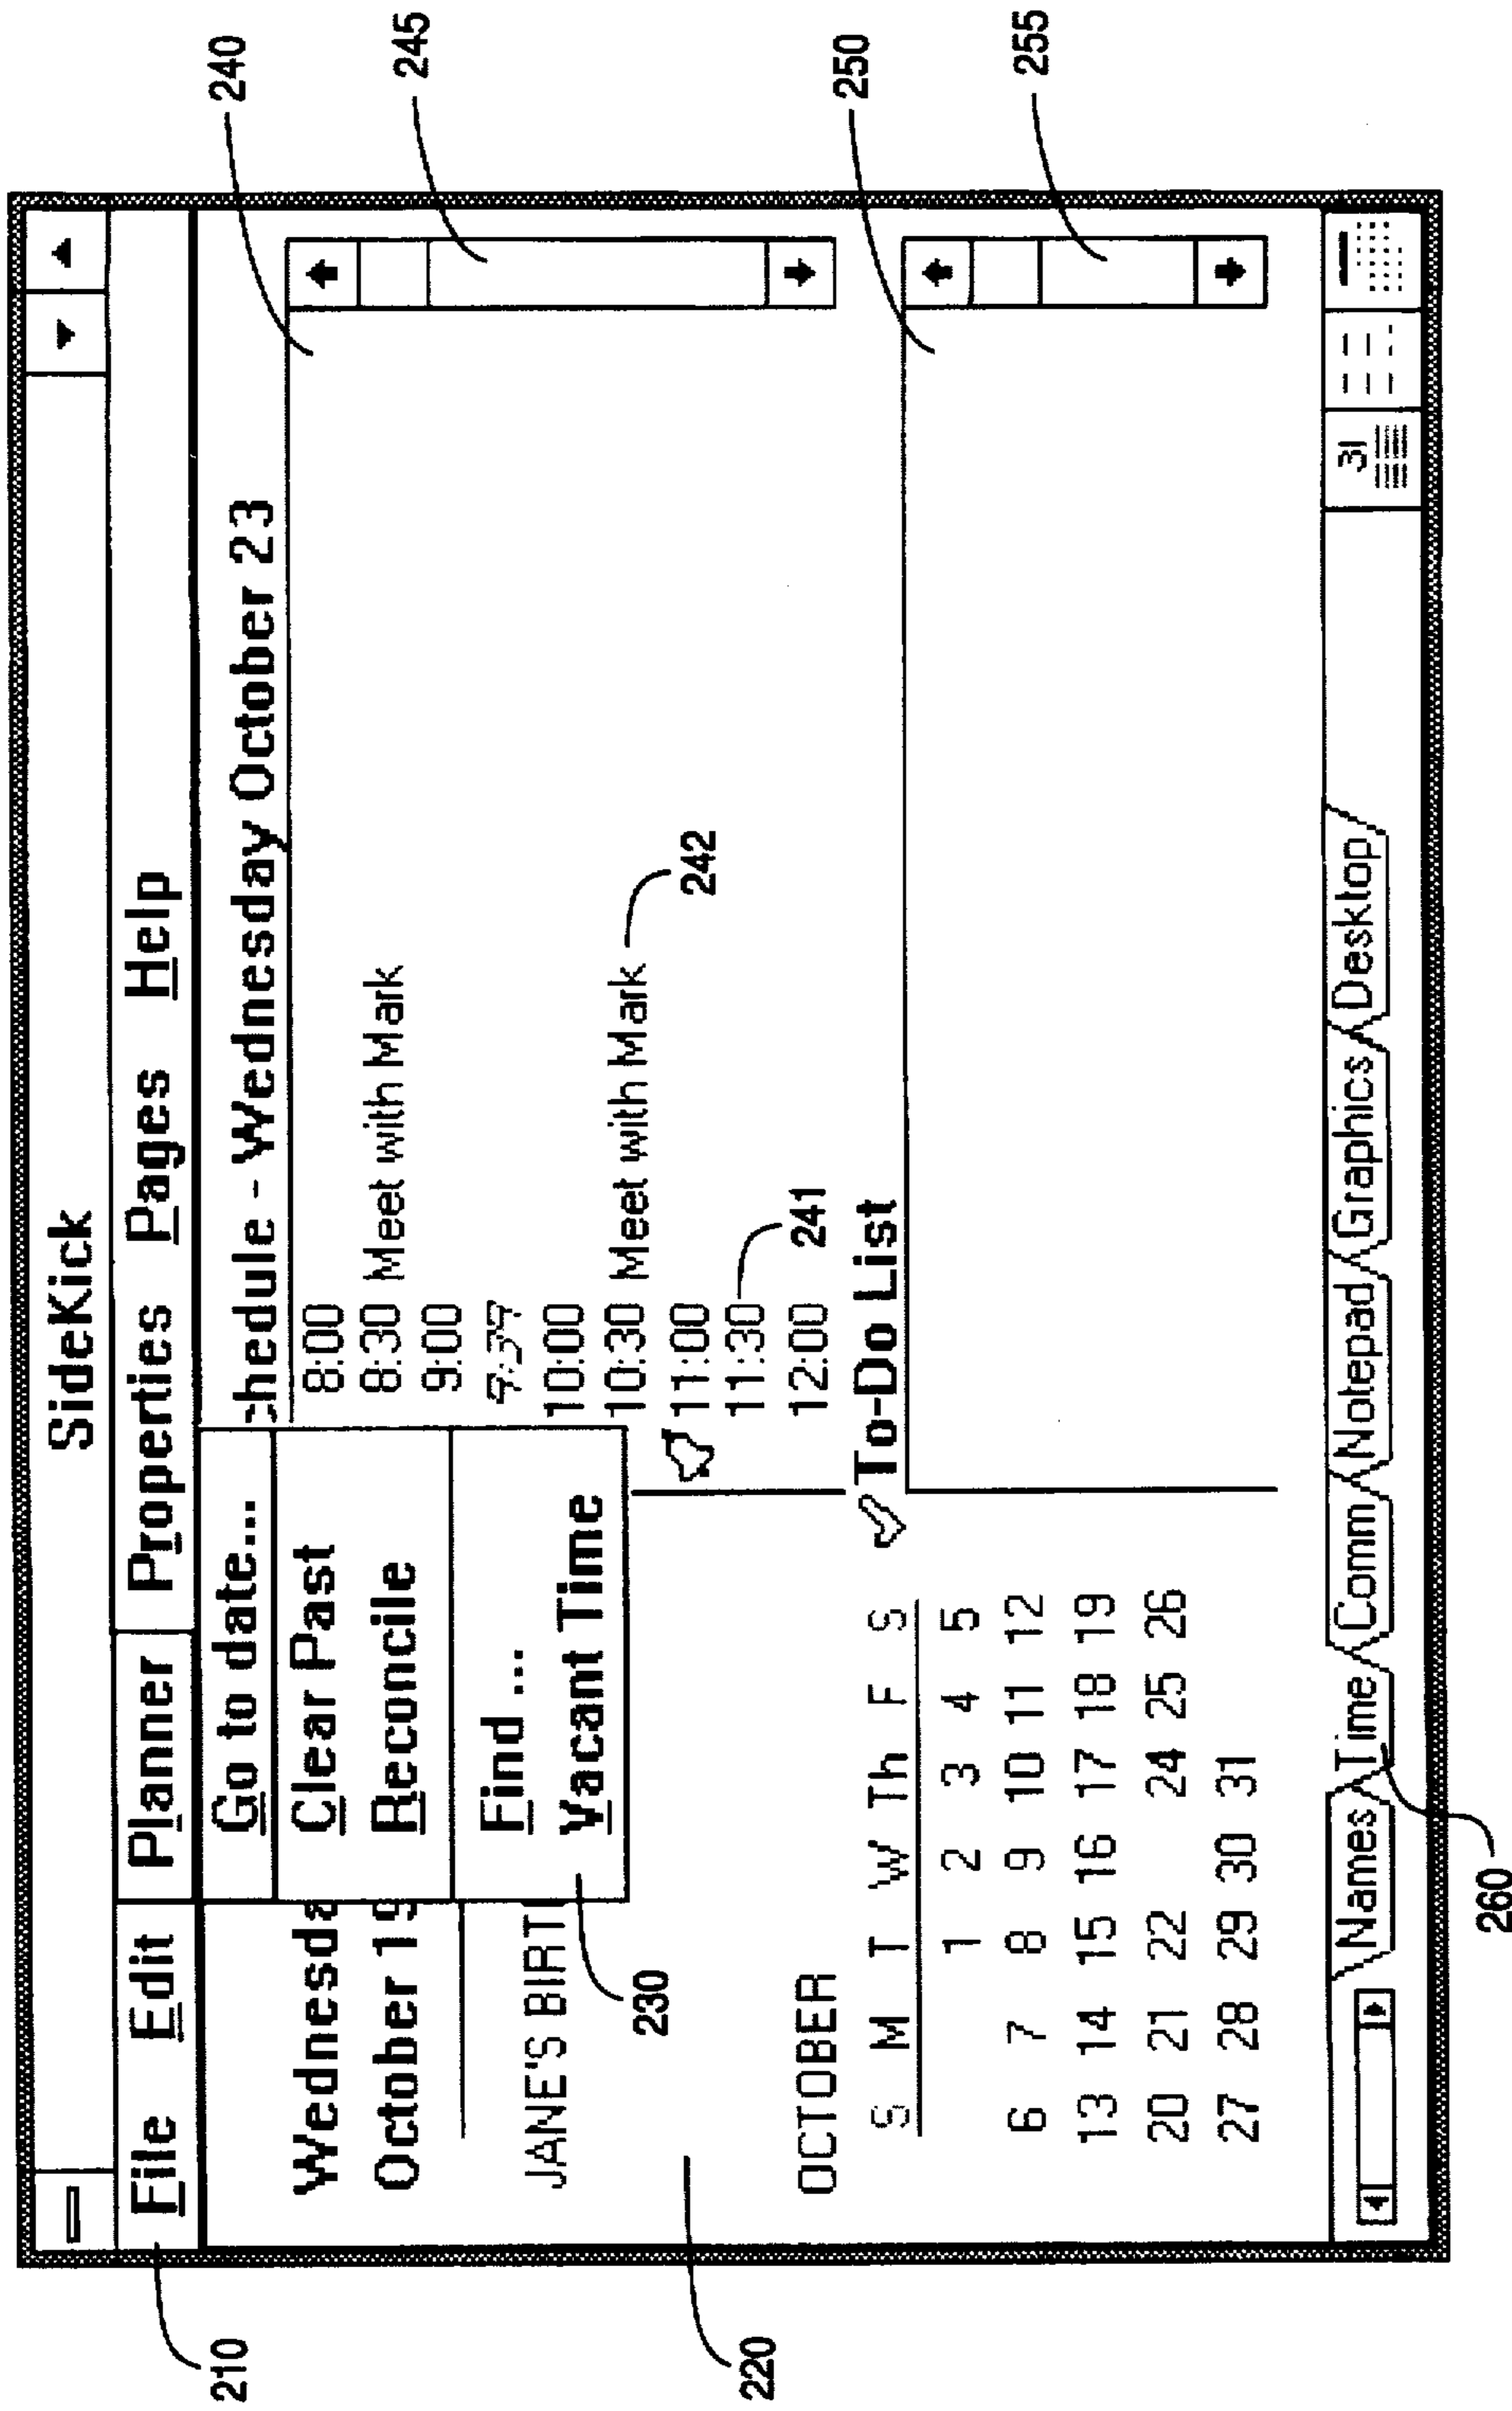 SideKick
File Edit Planner Properties Pages Help
Go to date...
Clear Past
Reconcile
Find ...
Vacant Time
Wednesda
October 19
JANE'S BIRT
hedule - Wednesday October 23
8:00
8:30 Meet with Mark
9:00
10:00
10:30 Meet with Mark
11:00
11:30
12:00
To-Do List
OCTOBER
S M T W Th F S
1 1 2 3 4 5
6 7 8 9 10 11 12
13 14 15 16 17 18 19
20 21 22 24 25 26
27 28 29 30 31
Names Time Comm Notepad Graphics Desktop
31
210
220
230
240
241
242
245
250
255
260